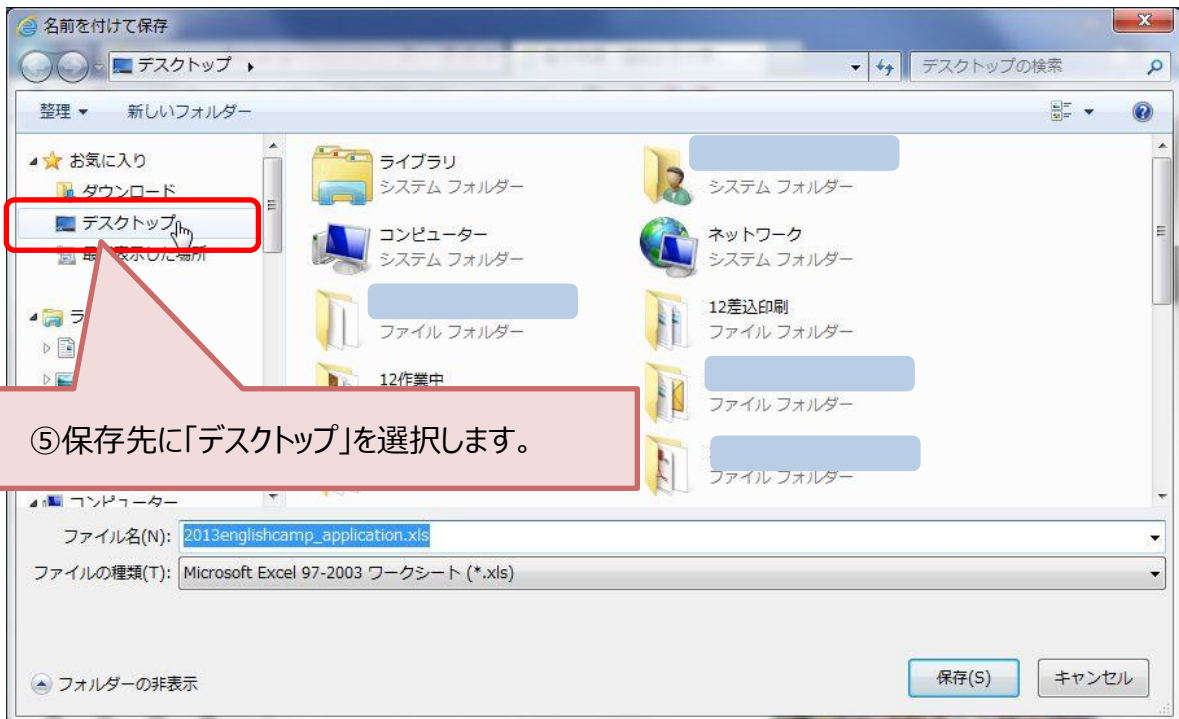 名前を付けて保存
デスクトップ
デスクトップの検索
整理
新しいフォルダー
お気に入り
ダウンロード
デスクトップ
ラ
コンピューター
ライブラリ
システム フォルダー
システム フォルダー
コンピューター
システム フォルダー
ネットワーク
システム フォルダー
ファイル フォルダー
12差込印刷
ファイル フォルダー
12作業中
ファイル フォルダー
ファイル フォルダー
⑤保存先に「デスクトップ」を選択します。
ファイル名(N): 2013englishcamp_application.xls
ファイルの種類(T): Microsoft Excel 97-2003 ワークシート (*.xls)
フォルダーの非表示
保存(S)
キャンセル